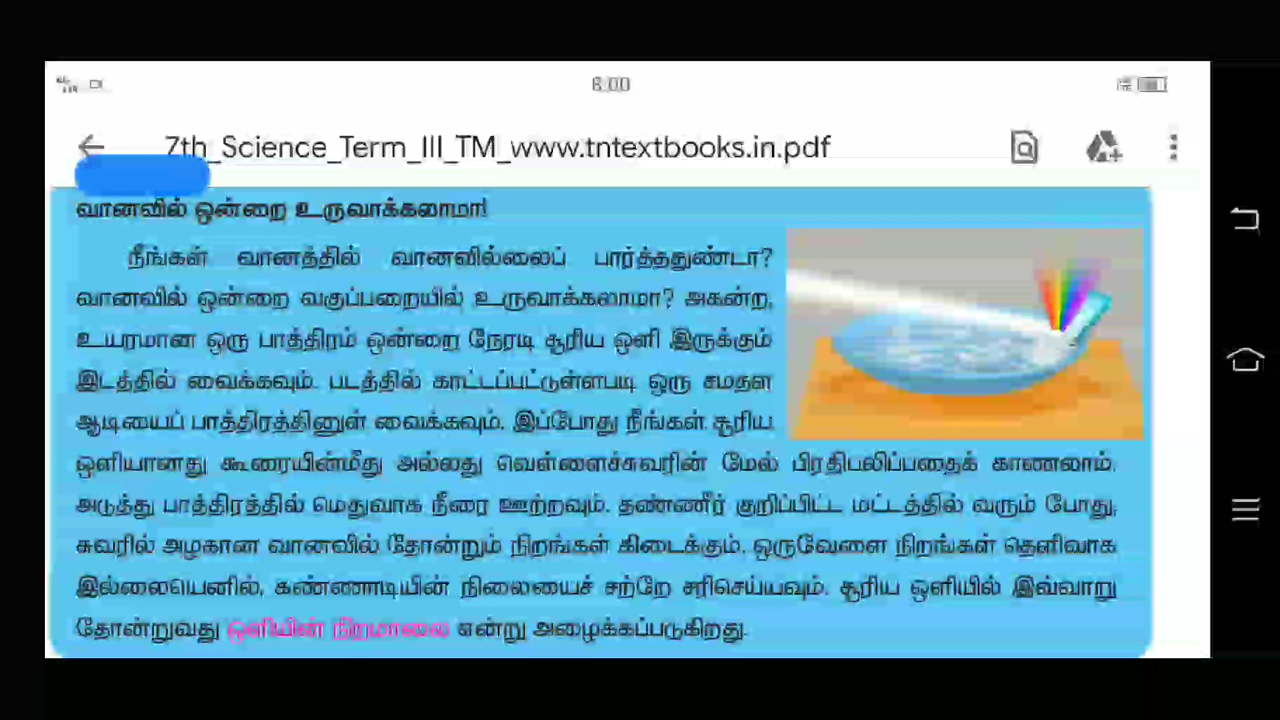 6:00
7th_Science_Term_III_TM_www.tntextbooks.in.pdf
வானவில் ஒன்றை உருவாக்கலாமா!
நீங்கள் வானத்தில் வானவில்லைப் பார்த்ததுண்டா?
வானவில் ஒன்றை வகுப்பறையில் உருவாக்கலாமா? அகன்ற,
உயரமான ஒரு பாத்திரம் ஒன்றை நேரடி சூரிய ஒளி இருக்கும்
இடத்தில் வைக்கவும். படத்தில் காட்டப்பட்டுள்ளபடி ஒரு சமதள
ஆடியைப் பாத்திரத்தினுள் வைக்கவும். இப்போது நீங்கள் சூரிய
ஒளியானது கூரையின்மீது அல்லது வெள்ளைச்சுவரின் மேல் பிரதிபலிப்பதைக் காணலாம்.
அடுத்து பாத்திரத்தில் மெதுவாக நீரை ஊற்றவும். தண்ணீர் குறிப்பிட்ட மட்டத்தில் வரும் போது,
சுவரில் அழகான வானவில் தோன்றும் நிறங்கள் கிடைக்கும். ஒருவேளை நிறங்கள் தெளிவாக
இல்லையெனில், கண்ணாடியின் நிலையைச் சற்றே சரிசெய்யவும். சூரிய ஒளியில் இவ்வாறு
தோன்றுவது ஒளியின் நிறமாலை என்று அழைக்கப்படுகிறது.